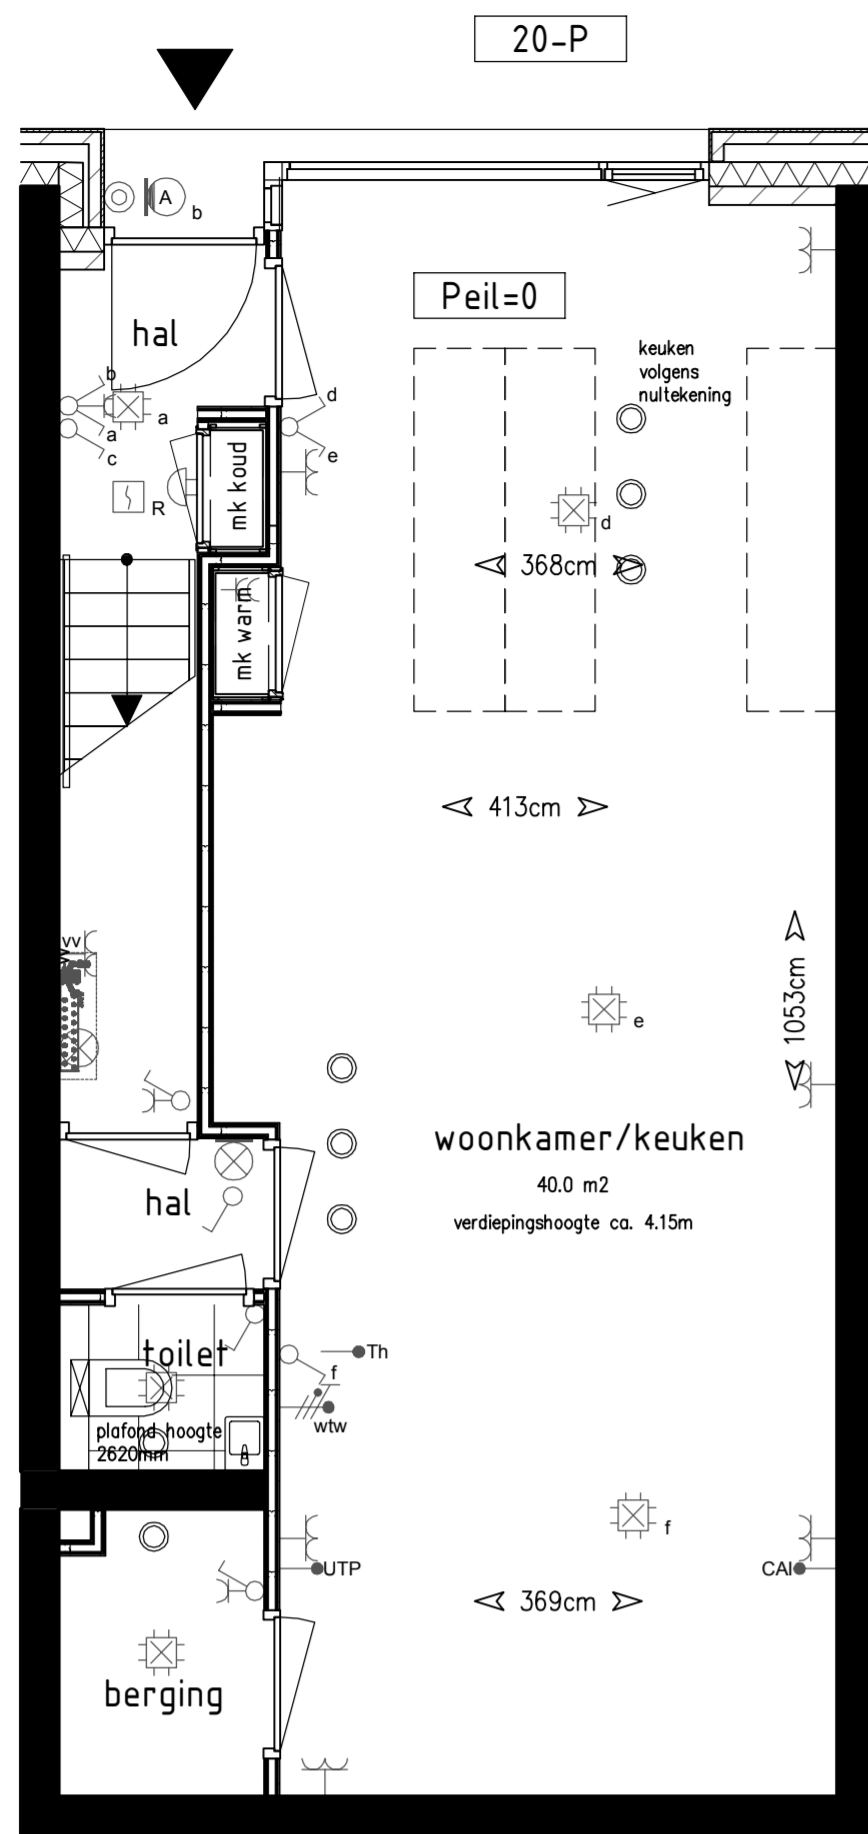 20-P
A
b
Peil=0
hal
keuken
volgens
nultekening
b
a
a
c
d
e
mk koud
R
d
368cm
mk warm
413cm
vv
1053cm
e
woonkamer/keuken
40.0 m2
verdiepingshoogte ca. 4.15m
hal
toilet
Th
f
wtw
plafond hoogte
2620mm
f
UTP
CAI
369cm
berging